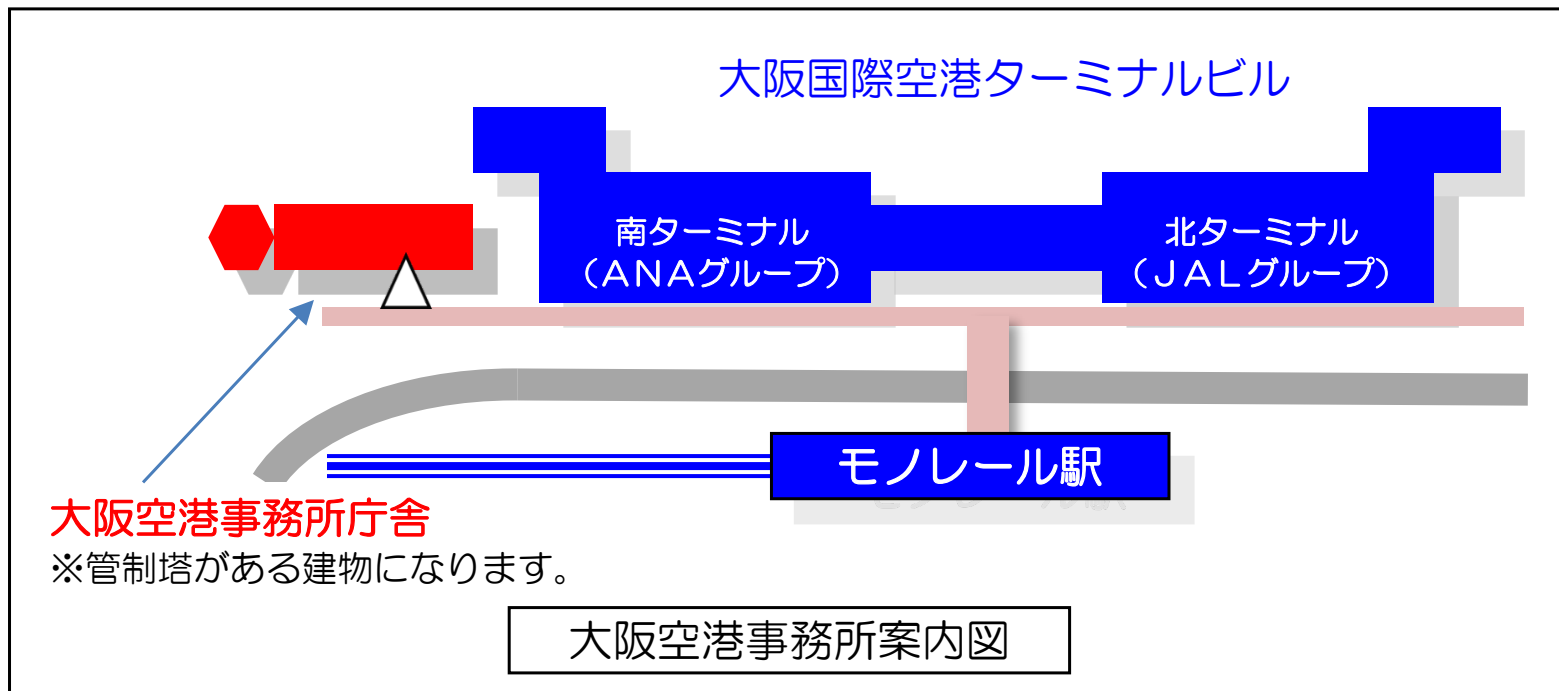 大阪国際空港ターミナルビル
南ターミナル
（ＡＮＡグループ）
北ターミナル
（ＪＡＬグループ）
モノレール駅
大阪空港事務所庁舎
※管制塔がある建物になります。
大阪空港事務所案内図